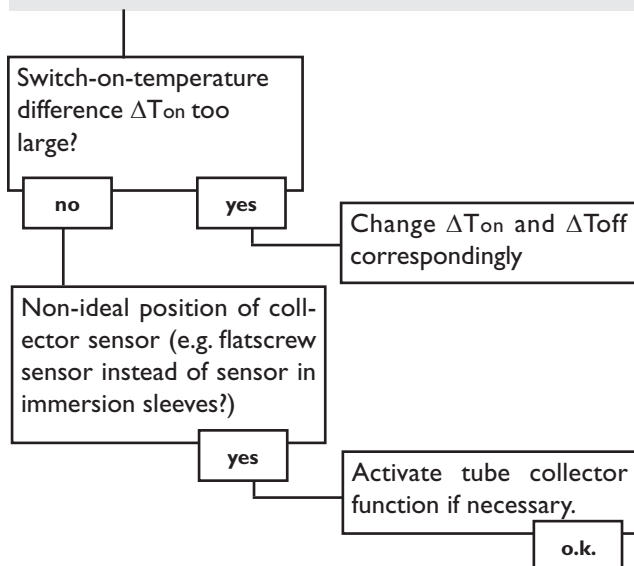 Switch-on-temperature
difference ΔTon too
large?
no
yes
Change ΔTon and ΔToff
correspondingly
Non-ideal position of coll-
ector sensor (e.g. flatscrew
sensor instead of sensor in
immersion sleeves?)
yes
Activate tube collector
function if necessary.
o.k.